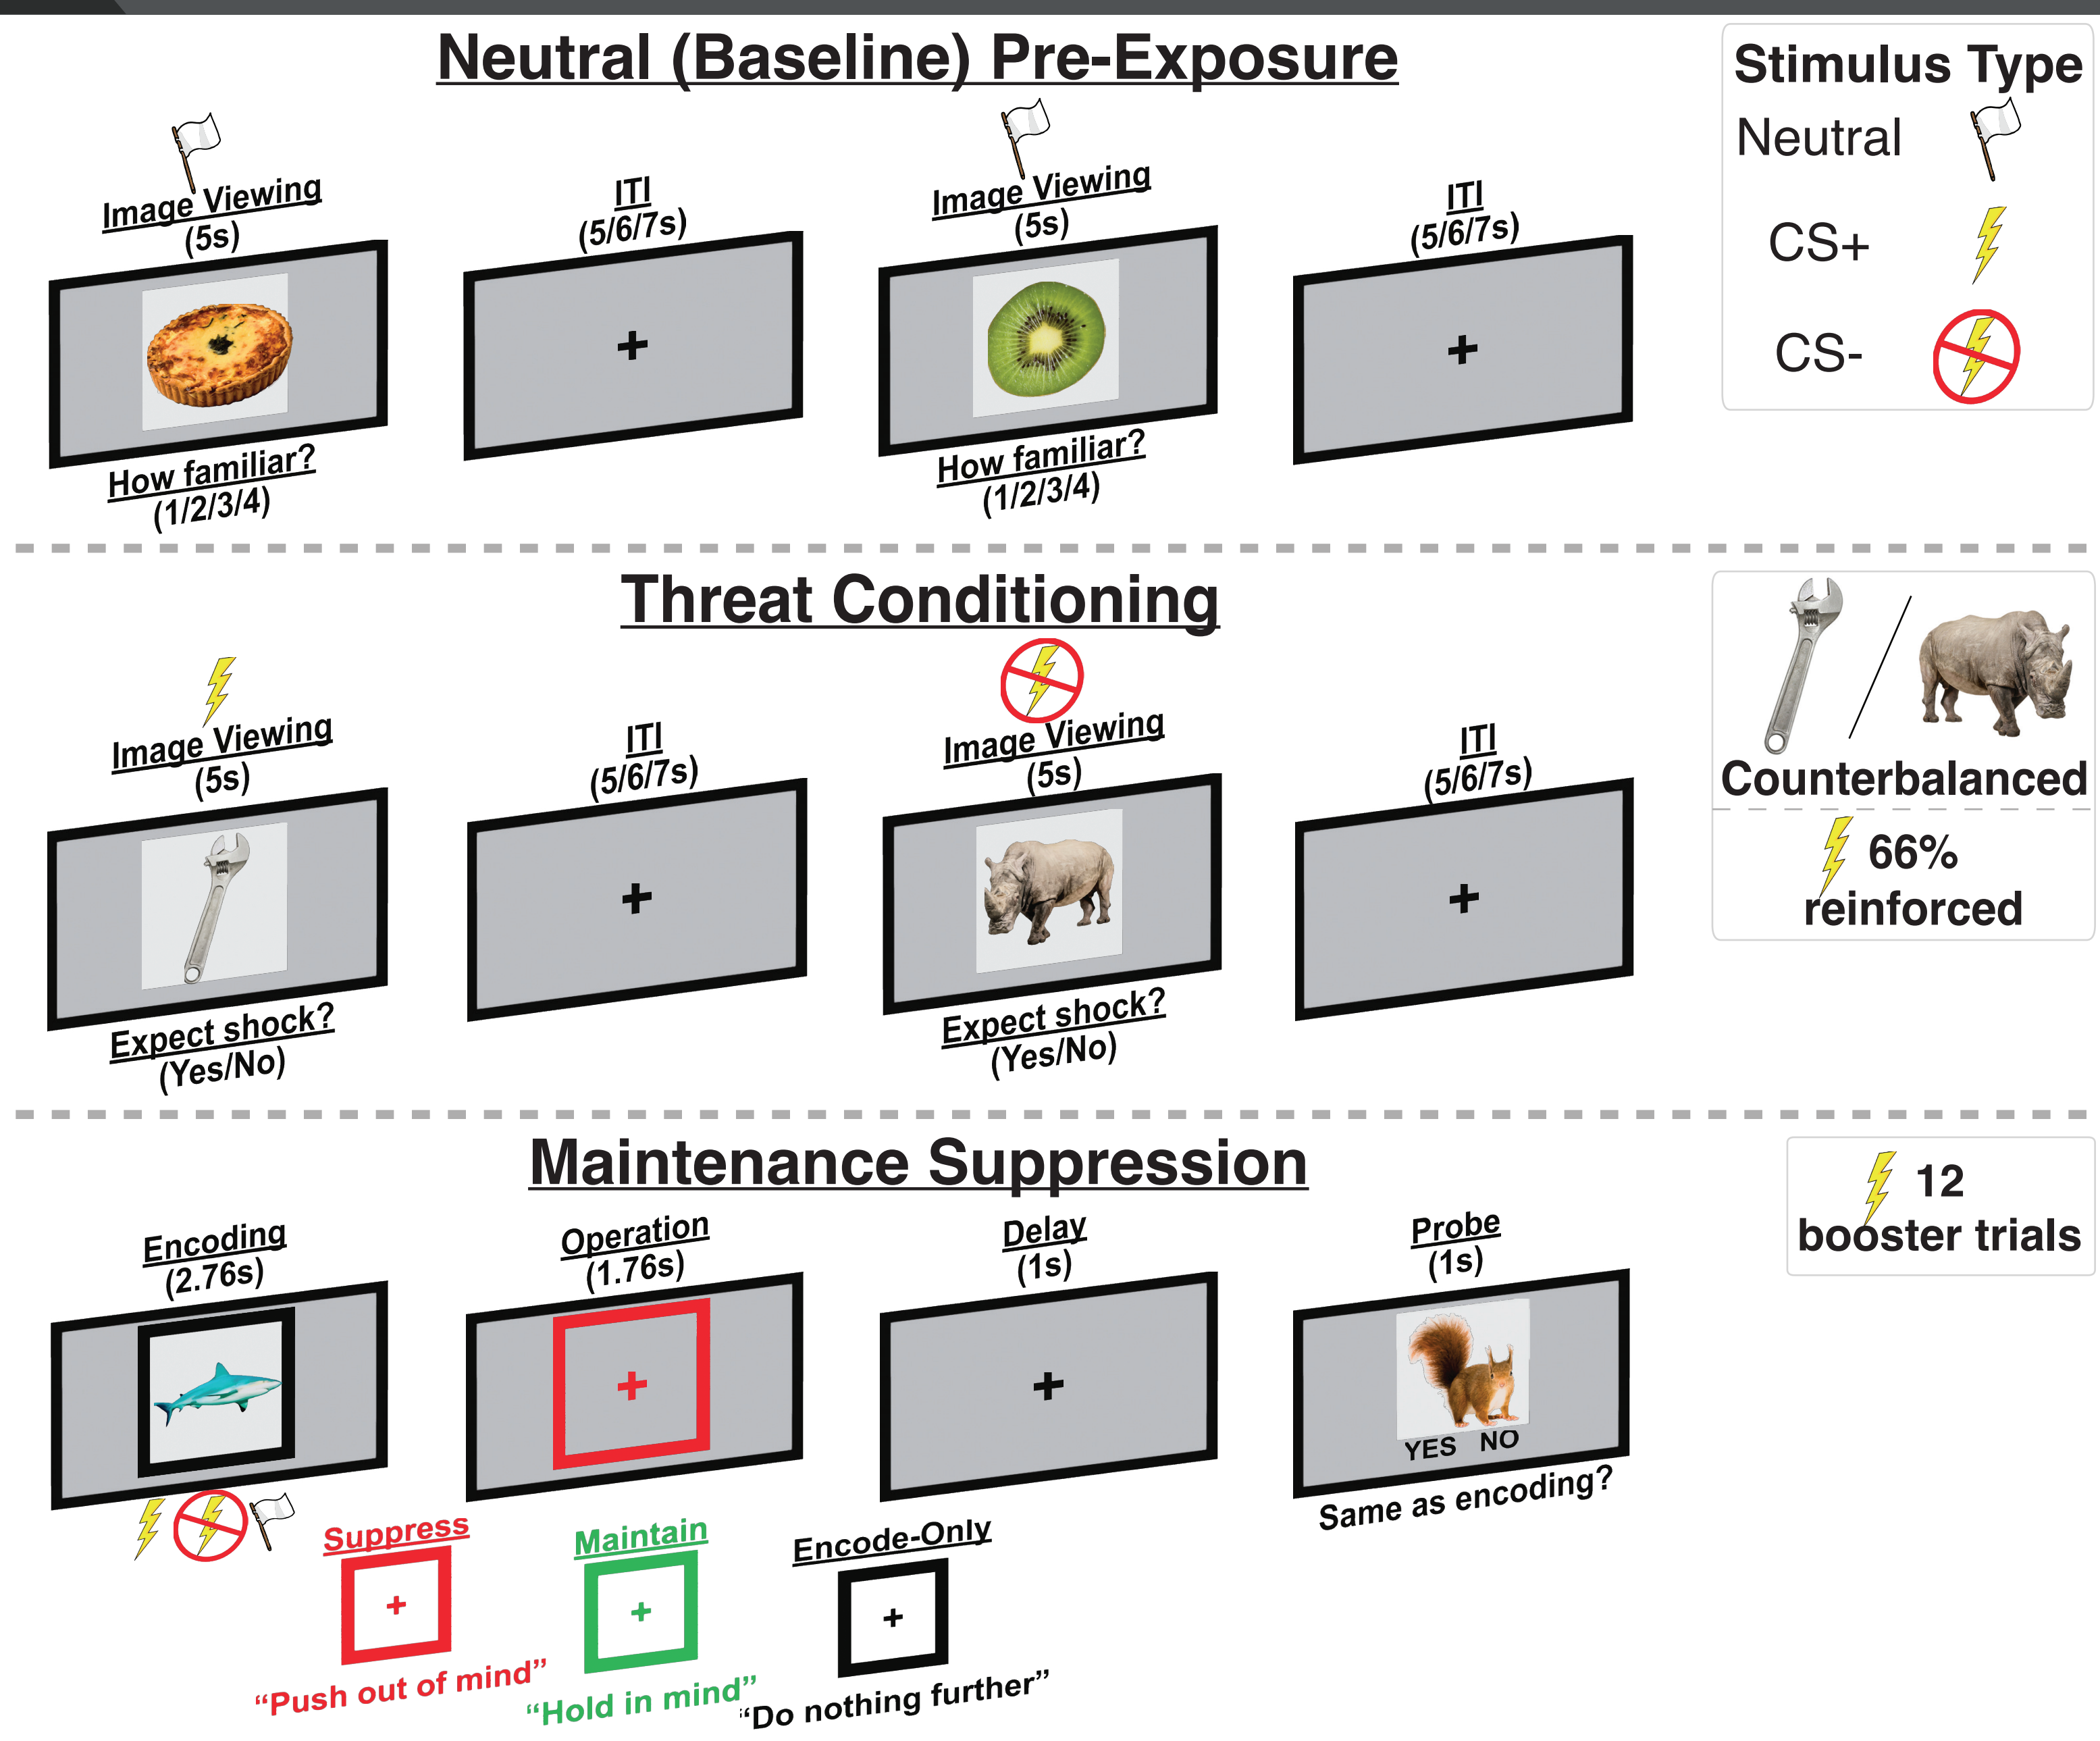 Neutral (Baseline) Pre-Exposure
Image Viewing
(5s)
How familiar?
(1/2/3/4)
ITI
(5/6/7s)
Image Viewing
(5s)
How familiar?
(1/2/3/4)
ITI
(5/6/7s)
Stimulus Type
Neutral
CS+
CS-
Threat Conditioning
Image Viewing
(5s)
Expect shock?
(Yes/No)
ITI
(5/6/7s)
Image Viewing
(5s)
Expect shock?
(Yes/No)
ITI
(5/6/7s)
Counterbalanced
66%
reinforced
Maintenance Suppression
Encoding
(2.76s)
Operation
(1.76s)
Delay
(1s)
Probe
(1s)
YES NO
Same as encoding?
Suppress
“Push out of mind”
Maintain
“Hold in mind”
Encode-Only
“Do nothing further”
12
booster trials